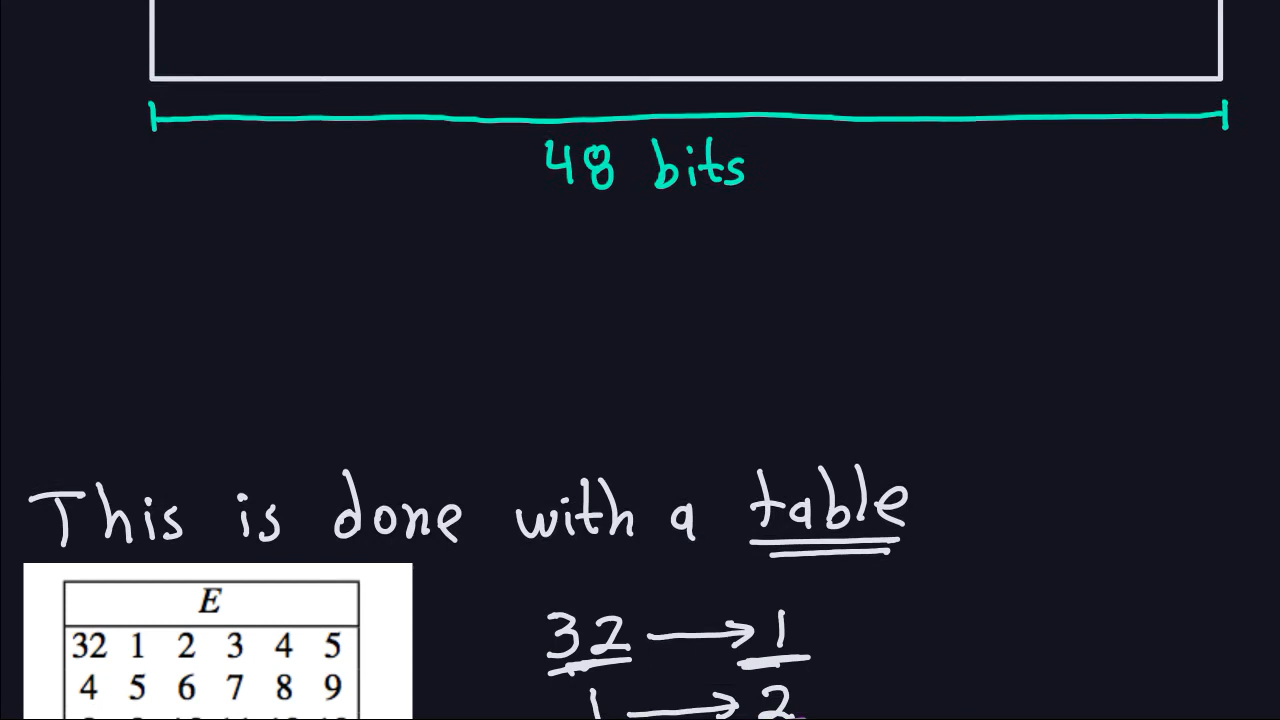 48 bits
This is done with a table
E
32 1 2 3 4 5
4 5 6 7 8 9
32 → 1
1 → 2